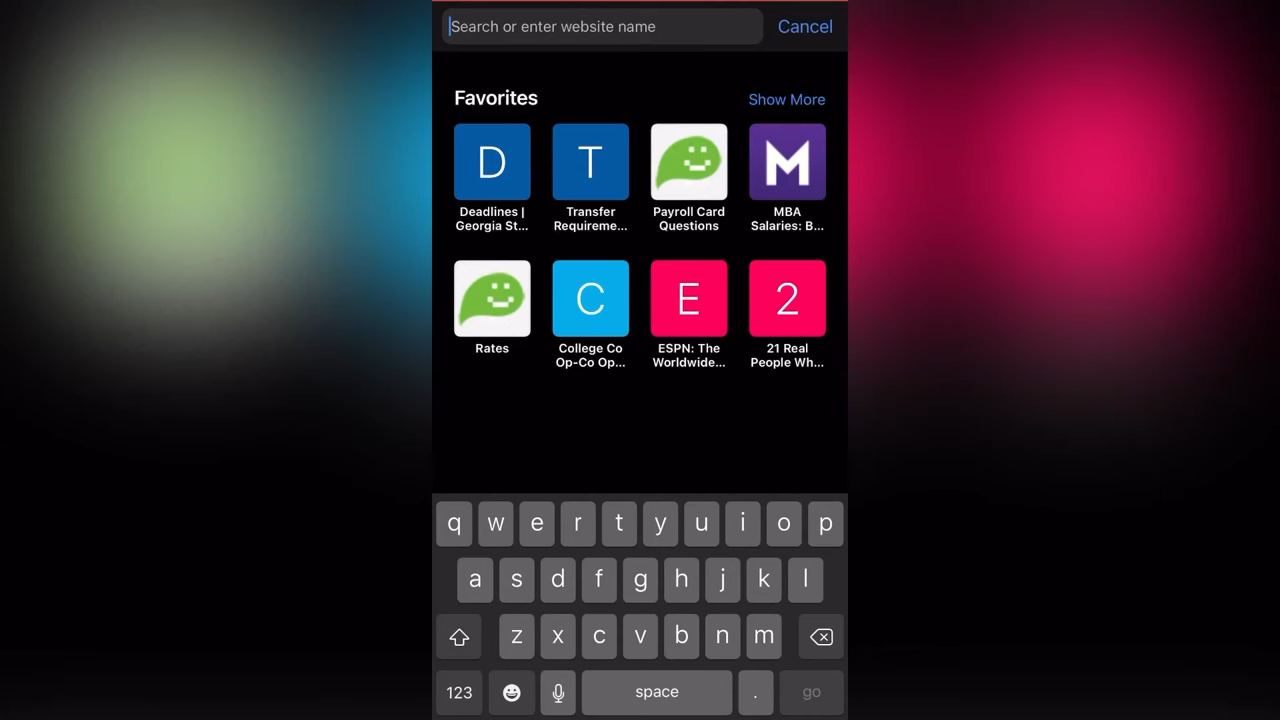 Search or enter website name
Cancel
Favorites
Show More
D
T
M
Deadlines |
Georgia St...
Transfer
Requireme...
Payroll Card
Questions
MBA
Salaries: B...
C
E
2
Rates
College Co
Op-Co Op...
ESPN: The
Worldwide...
21 Real
People Wh...
q w e r t y u i o p
a s d f g h j k l
z x c v b n m
123
space
.
go